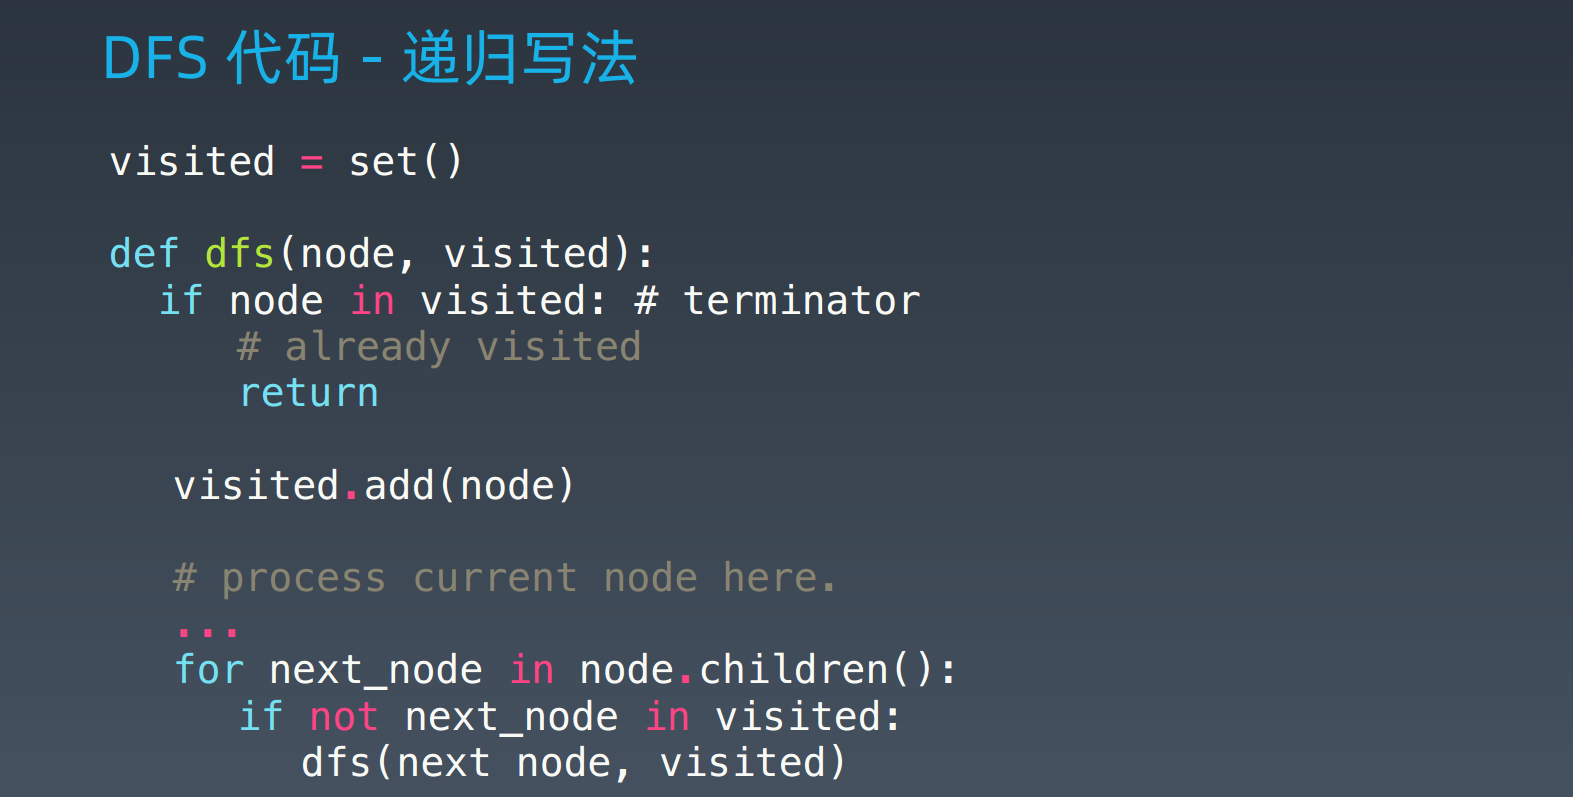 DFS 代码 - 递归写法
visited = set()
def dfs(node, visited):
if node in visited: # terminator
# already visited
return
visited.add(node)
# process current node here.
...
for next_node in node.children():
if not next_node in visited:
dfs(next node, visited)